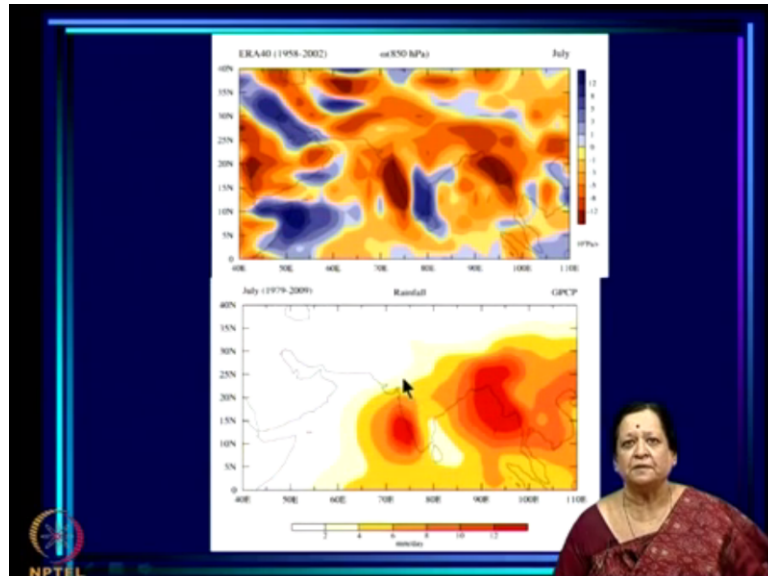 ERA40 (1958-2002) ω(850 hPa) July
40N
35N
30N
25N
20N
15N
10N
5N
0
40E 50E 60E 70E 80E 90E 100E 110E
12
1
0
-12
July (1979-2009) Rainfall GPCP
40N
35N
30N
25N
20N
15N
10N
5N
0
40E 50E 60E 70E 80E 90E 100E 110E
2 4 6 8 10 12
mm/day
NPTEL